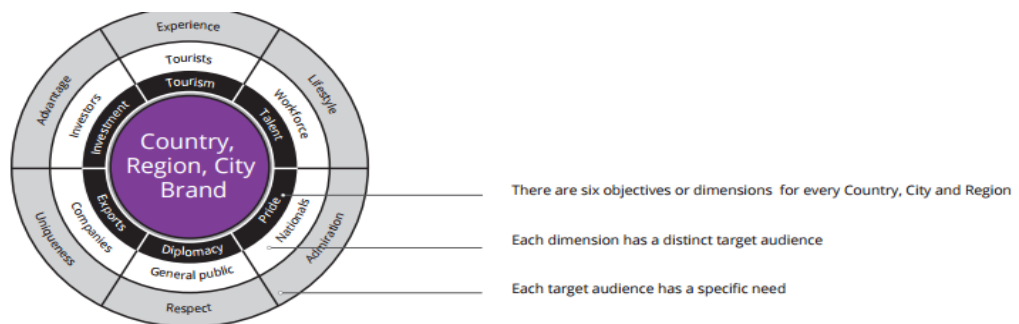 Experience
Tourists
Tourism
Advantage
Investors
Investment
Lifestyle
Workforce
Talent
Country,
Region, City
Brand
Uniqueness
Companies
Exports
Pride
Nationals
Admiration
Diplomacy
General public
Respect
There are six objectives or dimensions for every Country, City and Region
Each dimension has a distinct target audience
Each target audience has a specific need